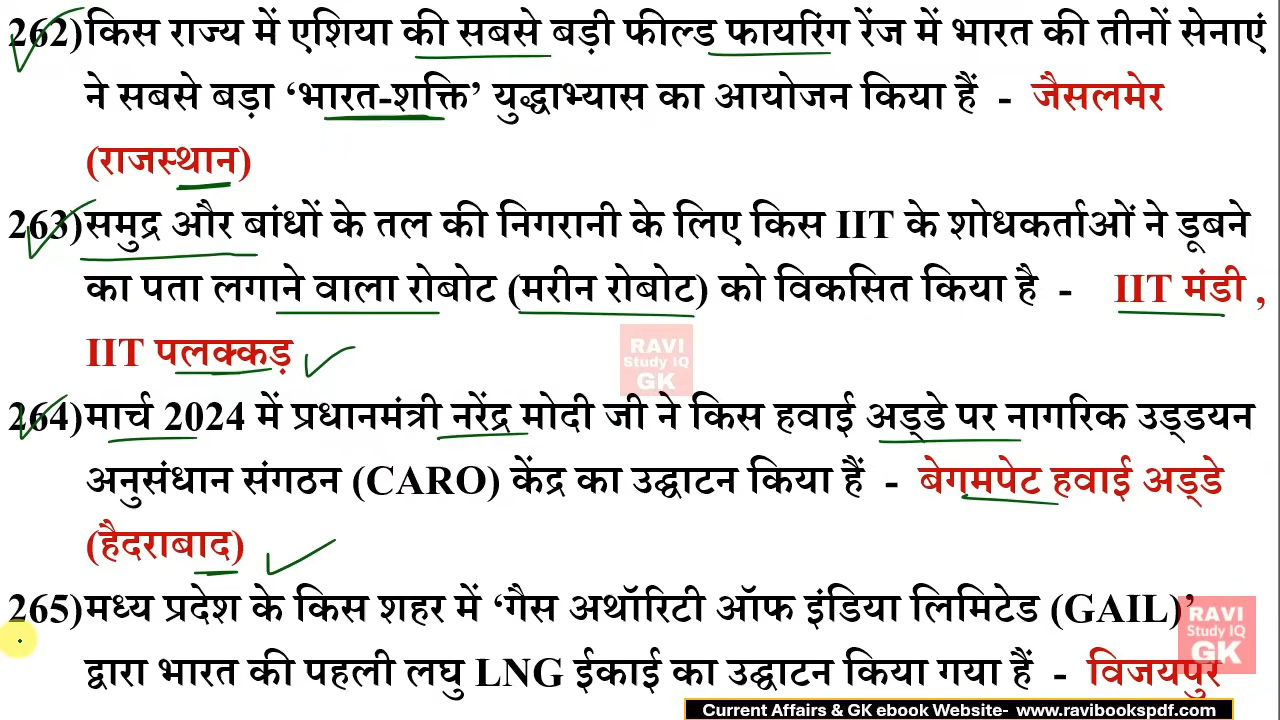 262)किस राज्य में एशिया की सबसे बड़ी फील्ड फायरिंग रेंज में भारत की तीनों सेनाएं
ने सबसे बड़ा ‘भारत-शक्ति’ युद्धाभ्यास का आयोजन किया हैं - जैसलमेर
(राजस्थान)
263)समुद्र और बांधों के तल की निगरानी के लिए किस IIT के शोधकर्ताओं ने डूबने
का पता लगाने वाला रोबोट (मरीन रोबोट) को विकसित किया है - IIT मंडी ,
IIT पलक्कड़
RAVI
Study IQ
GK
264)मार्च 2024 में प्रधानमंत्री नरेंद्र मोदी जी ने किस हवाई अड्डे पर नागरिक उड्डयन
अनुसंधान संगठन (CARO) केंद्र का उद्घाटन किया हैं - बेगमपेट हवाई अड्डे
(हैदराबाद)
265)मध्य प्रदेश के किस शहर में ‘गैस अथॉरिटी ऑफ इंडिया लिमिटेड (GAIL)’
द्वारा भारत की पहली लघु LNG ईकाई का उद्घाटन किया गया हैं - विजयपुर
RAVI
Study IQ
GK
Current Affairs & GK ebook Website- www.ravibookspdf.com